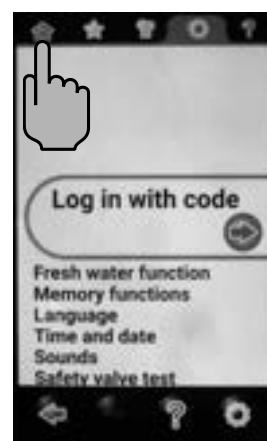 ?
Log in with code
Fresh water function
Memory functions
Language
Time and date
Sounds
Safety valve test
?